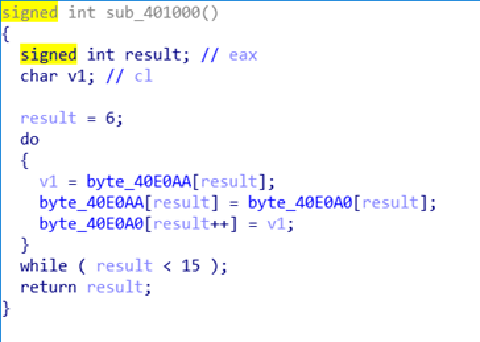 signed int sub_401000()
{
signed int result; // eax
char v1; // cl
result = 6;
do
{
v1 = byte_40E0AA[result];
byte_40E0AA[result] = byte_40E0A0[result];
byte_40E0A0[result++] = v1;
}
while ( result < 15 );
return result;
}